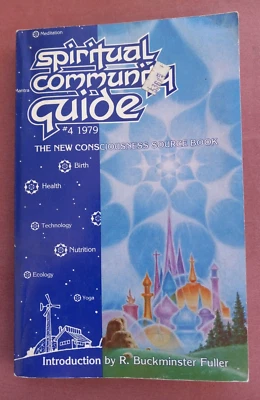 Meditation
spiritual
Mantra
community
guide
#4 1979
THE NEW CONSCIOUSNESS SOURCE BOOK
Birth
Health
Technology
Nutrition
Ecology
Yoga
Introduction by R. Buckminster Fuller